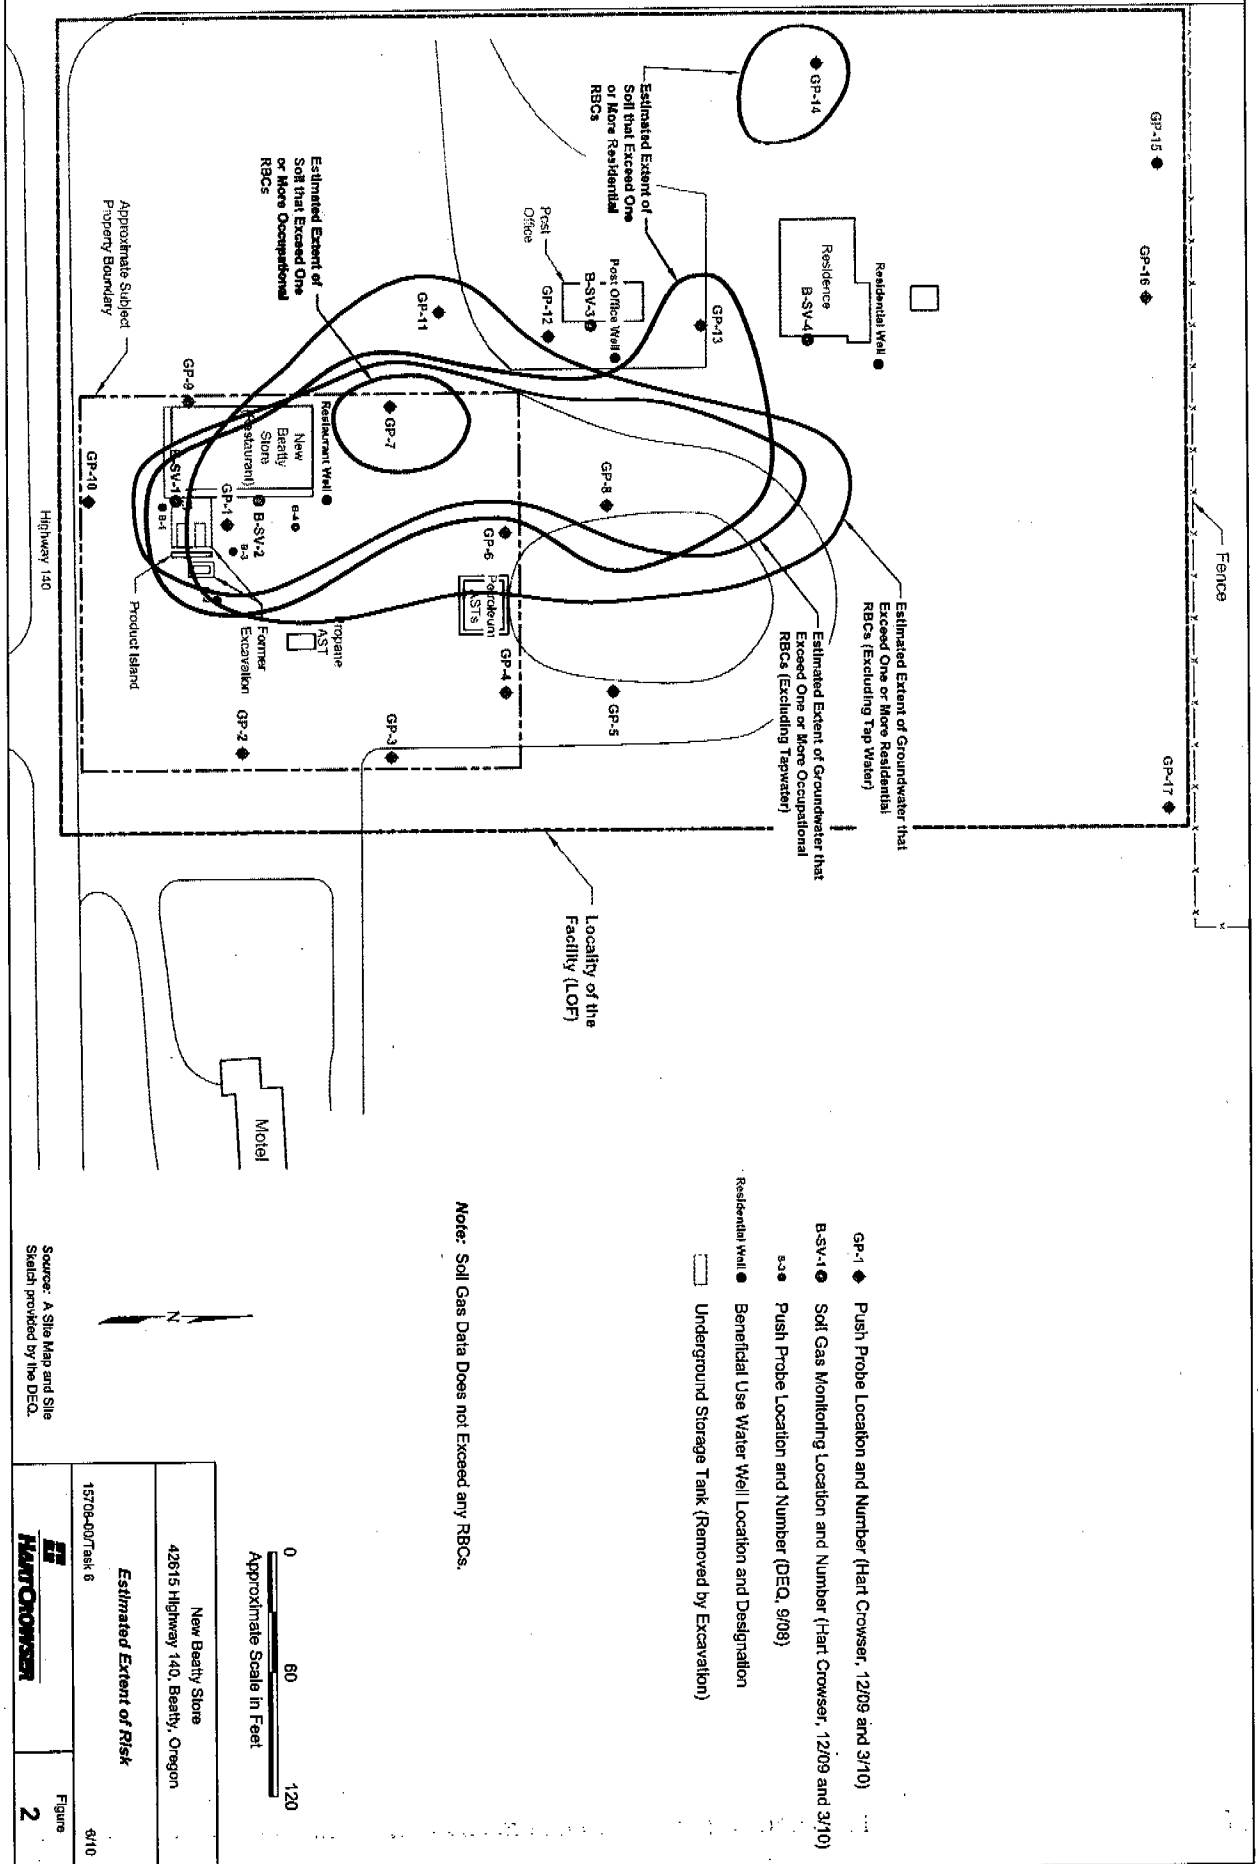 Fence
GP-15
GP-16
GP-17
GP-14
Estimated Extent of
Soil that Exceed One
or More Residential
RBCs
Residential Well
Residence
B-SV-4
GP-13
Post Office Well
B-SV-3
Post
Office
GP-12
GP-11
Estimated Extent of
Soil that Exceed One
or More Occupational
RBCs
Approximate Subject
Property Boundary
GP-9
GP-10
GP-7
GP-8
GP-6
GP-5
GP-4
GP-3
GP-2
GP-1
Restaurant Well
New
Beatty
Store
(Restaurant)
B-SV-1
B-SV-2
B-4
B-3
Petroleum
ASTs
ropane
AST
Former
Excavation
Product Island
Highway 140
Estimated Extent of Groundwater that
Exceed One or More Residential
RBCs (Excluding Tap Water)
Estimated Extent of Groundwater that
Exceed One or More Occupational
RBCs (Excluding Tapwater)
Locality of the
Facility (LOF)
Motel
GP-1 Push Probe Location and Number (Hart Crowser, 12/09 and 3/10)
B-SV-1 Soil Gas Monitoring Location and Number (Hart Crowser, 12/09 and 3/10)
B-3 Push Probe Location and Number (DEQ, 9/08)
Residential Well Beneficial Use Water Well Location and Designation
Underground Storage Tank (Removed by Excavation)
Note: Soil Gas Data Does not Exceed any RBCs.
N
0 60 120
Approximate Scale in Feet
Source: A Site Map and Site
Sketch provided by the DEQ.
New Beatty Store
42615 Highway 140, Beatty, Oregon
Estimated Extent of Risk
15708-00/Task 6 6/10
HARTCROWSER
Figure
2